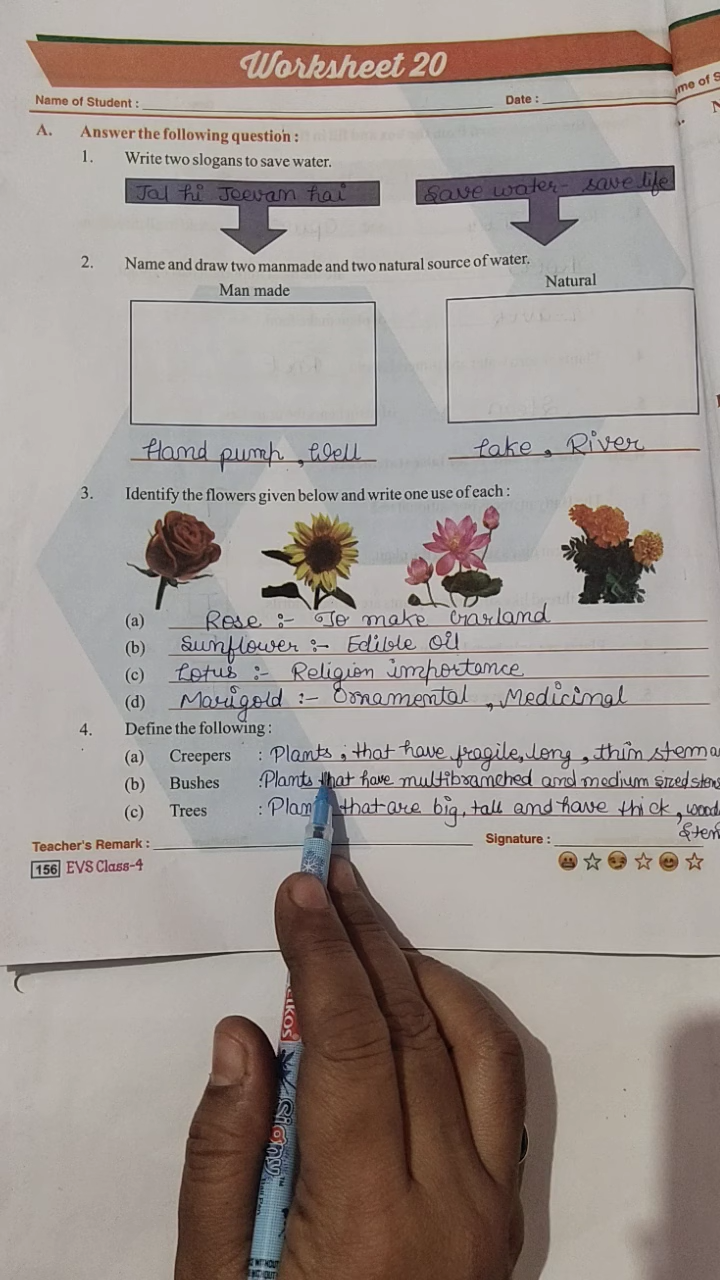 Worksheet 20
Name of Student : Date :
me of S
A. Answer the following question :
1. Write two slogans to save water.
Jal hi Jeevan hai Save water- save life
2. Name and draw two manmade and two natural source of water.
Man made Natural
Hand pump, Well Lake, River
3. Identify the flowers given below and write one use of each :
(a) Rose :- To make Garland
(b) Sunflower :- Edible Oil
(c) Lotus :- Religion importance
(d) Marigold :- Ornamental, Medicinal
4. Define the following :
(a) Creepers : Plants, that have fragile, long, thin stem
(b) Bushes : Plants that have multibranched and medium sized stem
(c) Trees : that are big, tall and have thick,
Teacher's Remark : Signature :
156 EVS Class-4